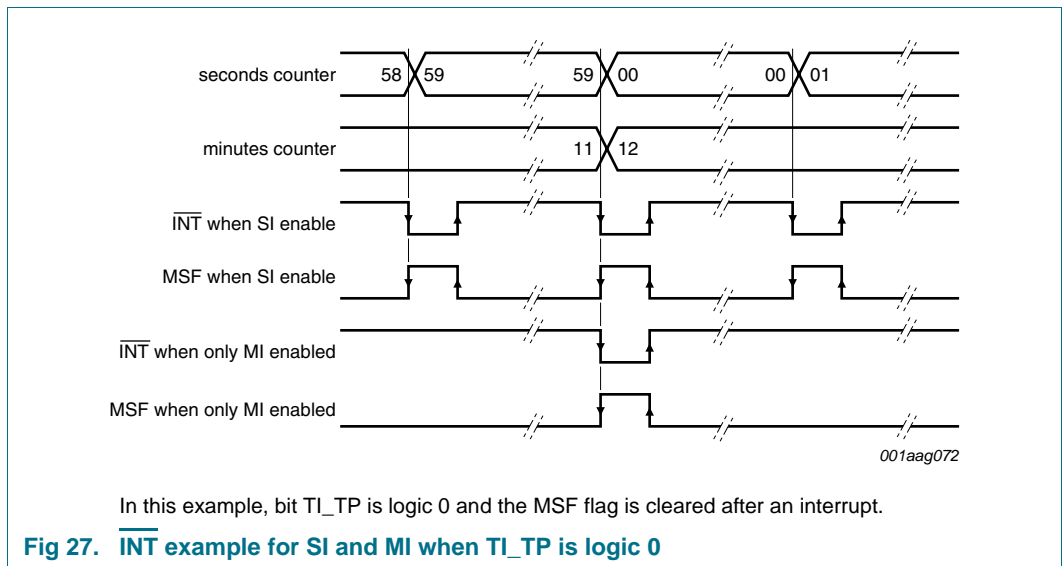 seconds counter 58 59 59 00 00 01
minutes counter 11 12
INT when SI enable
MSF when SI enable
INT when only MI enabled
MSF when only MI enabled
001aag072
In this example, bit TI_TP is logic 0 and the MSF flag is cleared after an interrupt.
Fig 27. INT example for SI and MI when TI_TP is logic 0